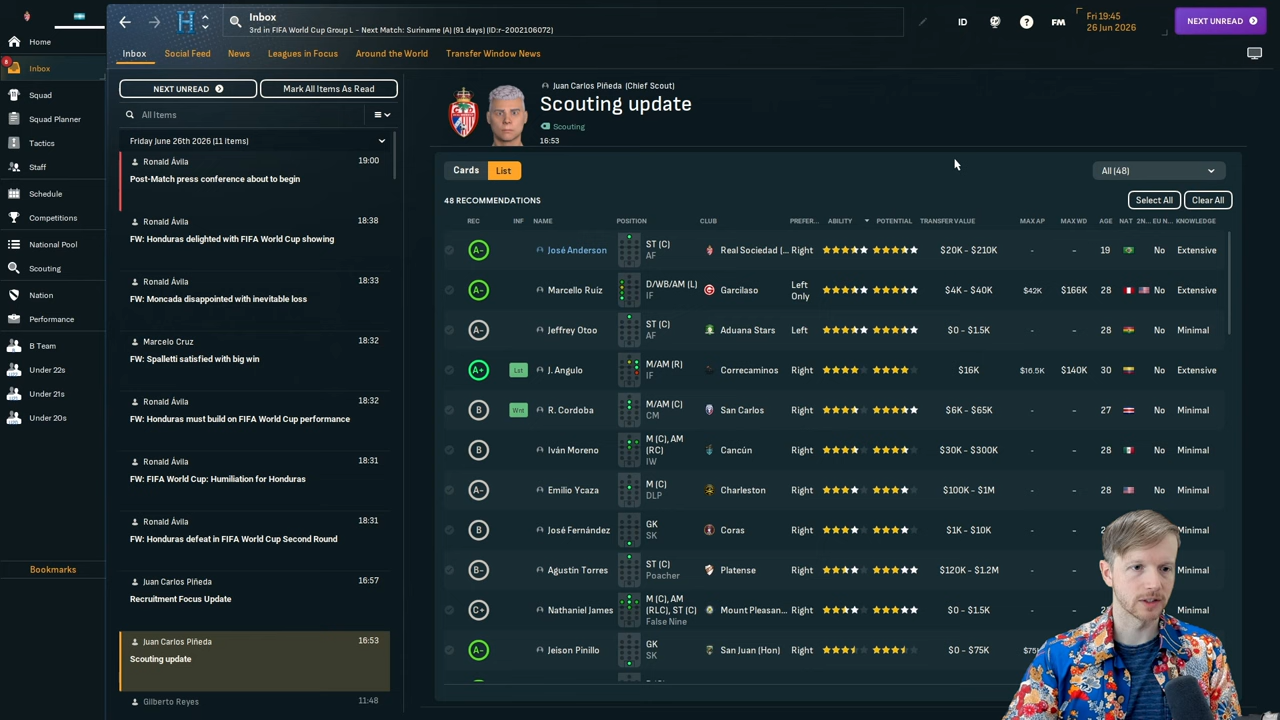 Inbox
3rd in FIFA World Cup Group L - Next Match: Suriname (A) (91 days) (ID:r-2002106072)
ID
FM
Fri 19:45
26 Jun 2026
NEXT UNREAD
Home
8
Inbox
Squad
Squad Planner
Tactics
Staff
Schedule
Competitions
National Pool
Scouting
Nation
Performance
B Team
Under 22s
Under 21s
Under 20s
Bookmarks
Inbox Social Feed News Leagues in Focus Around the World Transfer Window News
NEXT UNREAD
Mark All Items As Read
All Items
Friday June 26th 2026 (11 Items)
Ronald Ávila 19:00
Post-Match press conference about to begin
Ronald Ávila 18:38
FW: Honduras delighted with FIFA World Cup showing
Ronald Ávila 18:33
FW: Moncada disappointed with inevitable loss
Marcelo Cruz 18:32
FW: Spalletti satisfied with big win
Ronald Ávila 18:32
FW: Honduras must build on FIFA World Cup performance
Ronald Ávila 18:31
FW: FIFA World Cup: Humiliation for Honduras
Ronald Ávila 18:31
FW: Honduras defeat in FIFA World Cup Second Round
Juan Carlos Piñeda 16:57
Recruitment Focus Update
Juan Carlos Piñeda 16:53
Scouting update
Gilberto Reyes 11:48
Juan Carlos Piñeda (Chief Scout)
Scouting update
Scouting
16:53
Cards List
All (48)
48 RECOMMENDATIONS
Select All Clear All
REC INF NAME POSITION CLUB PREFER... ABILITY POTENTIAL TRANSFER VALUE MAX AP MAX WD AGE NAT 2N... EU N... KNOWLEDGE
A- José Anderson ST (C) AF Real Sociedad (... Right $20K - $210K - - 19 No Extensive
A- Marcello Ruiz D/WB/AM (L) IF Garcilaso Left Only $4K - $40K $42K $166K 28 No Extensive
A- Jeffrey Otoo ST (C) AF Aduana Stars Left $0 - $1.5K - - 28 No Minimal
A+ Lst J. Angulo M/AM (R) IF Correcaminos Right $16K $16.5K $140K 30 No Extensive
B Wnt R. Cordoba M/AM (C) CM San Carlos Right $6K - $65K - - 27 No Minimal
B Iván Moreno M (C), AM (RC) IW Cancún Right $30K - $300K - - 28 No Minimal
A- Emilio Ycaza M (C) DLP Charleston Right $100K - $1M - - 28 No Minimal
B José Fernández GK SK Coras Right $1K - $10K - - No Minimal
B- Agustín Torres ST (C) Poacher Platense Right $120K - $1.2M - -
C+ Nathaniel James M (C), AM (RLC), ST (C) False Nine Mount Pleasan... Right $0 - $1.5K - -
A- Jeison Pinillo GK SK San Juan (Hon) Right $0 - $75K